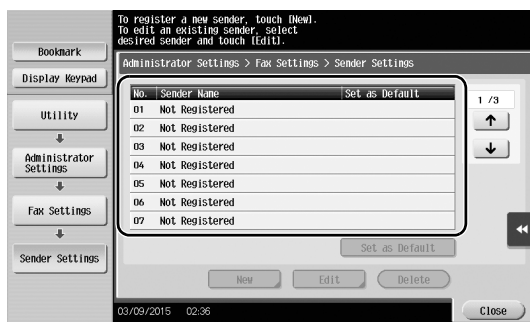 To register a new sender, touch [New].
To edit an existing sender, select
desired sender and touch [Edit].
Bookmark
Display Keypad
Utility
Administrator
Settings
Fax Settings
Sender Settings
Administrator Settings > Fax Settings > Sender Settings
No. Sender Name Set as Default
01 Not Registered
02 Not Registered
03 Not Registered
04 Not Registered
05 Not Registered
06 Not Registered
07 Not Registered
1 /3
Set as Default
New Edit Delete
03/09/2015 02:36
Close